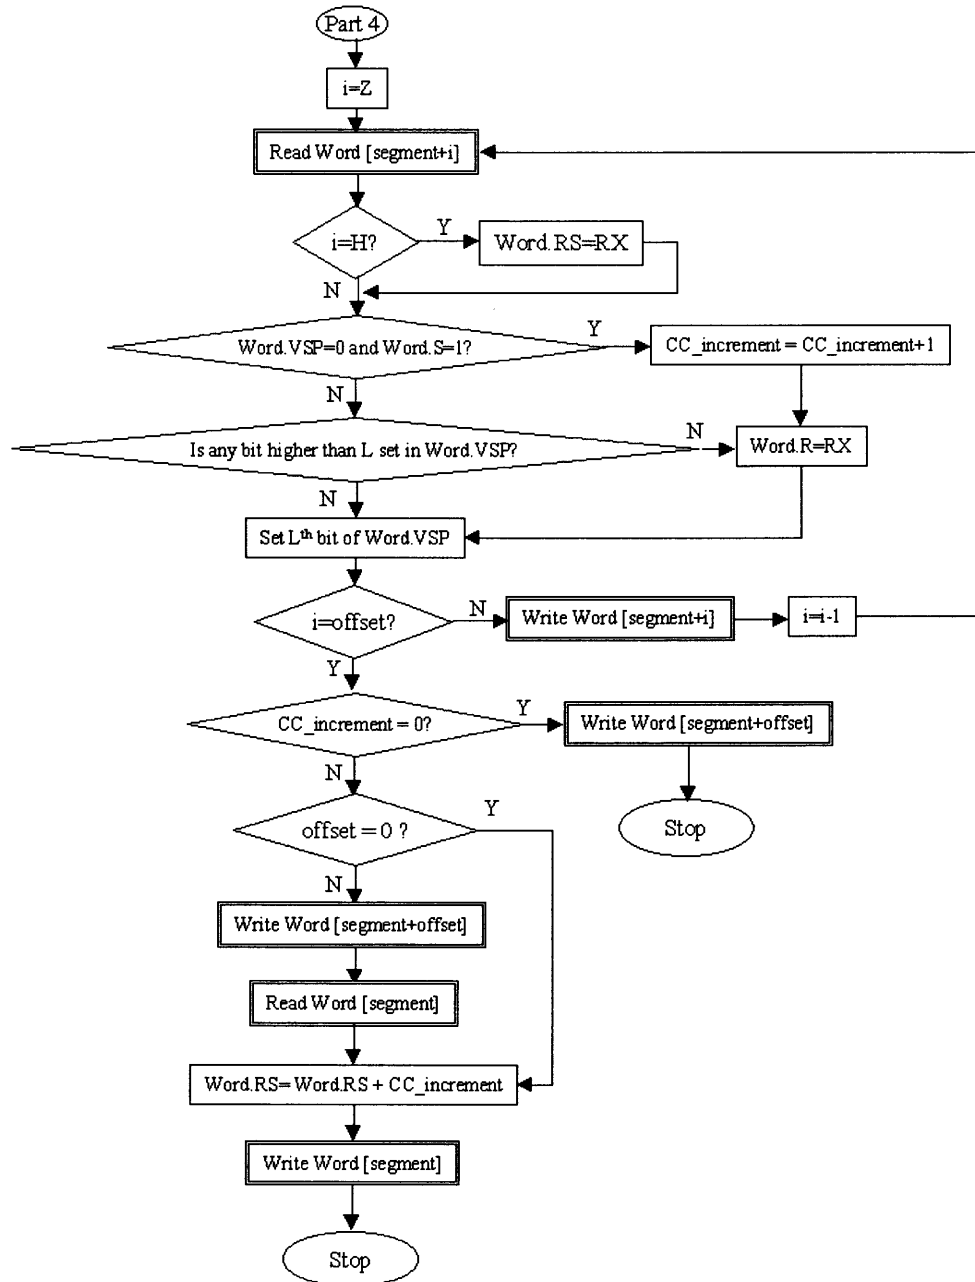 Part 4
i=Z
Read Word [segment+i]
i=H?
Y
Word.RS=RX
N
Word.VSP=0 and Word.S=1?
Y
CC_increment = CC_increment+1
N
Is any bit higher than L set in Word.VSP?
N
Word.R=RX
N
Set Lth bit of Word.VSP
i=offset?
N
Write Word [segment+i]
i=i-1
Y
CC_increment = 0?
Y
Write Word [segment+offset]
N
Stop
offset = 0 ?
Y
N
Write Word [segment+offset]
Read Word [segment]
Word.RS= Word.RS + CC_increment
Write Word [segment]
Stop